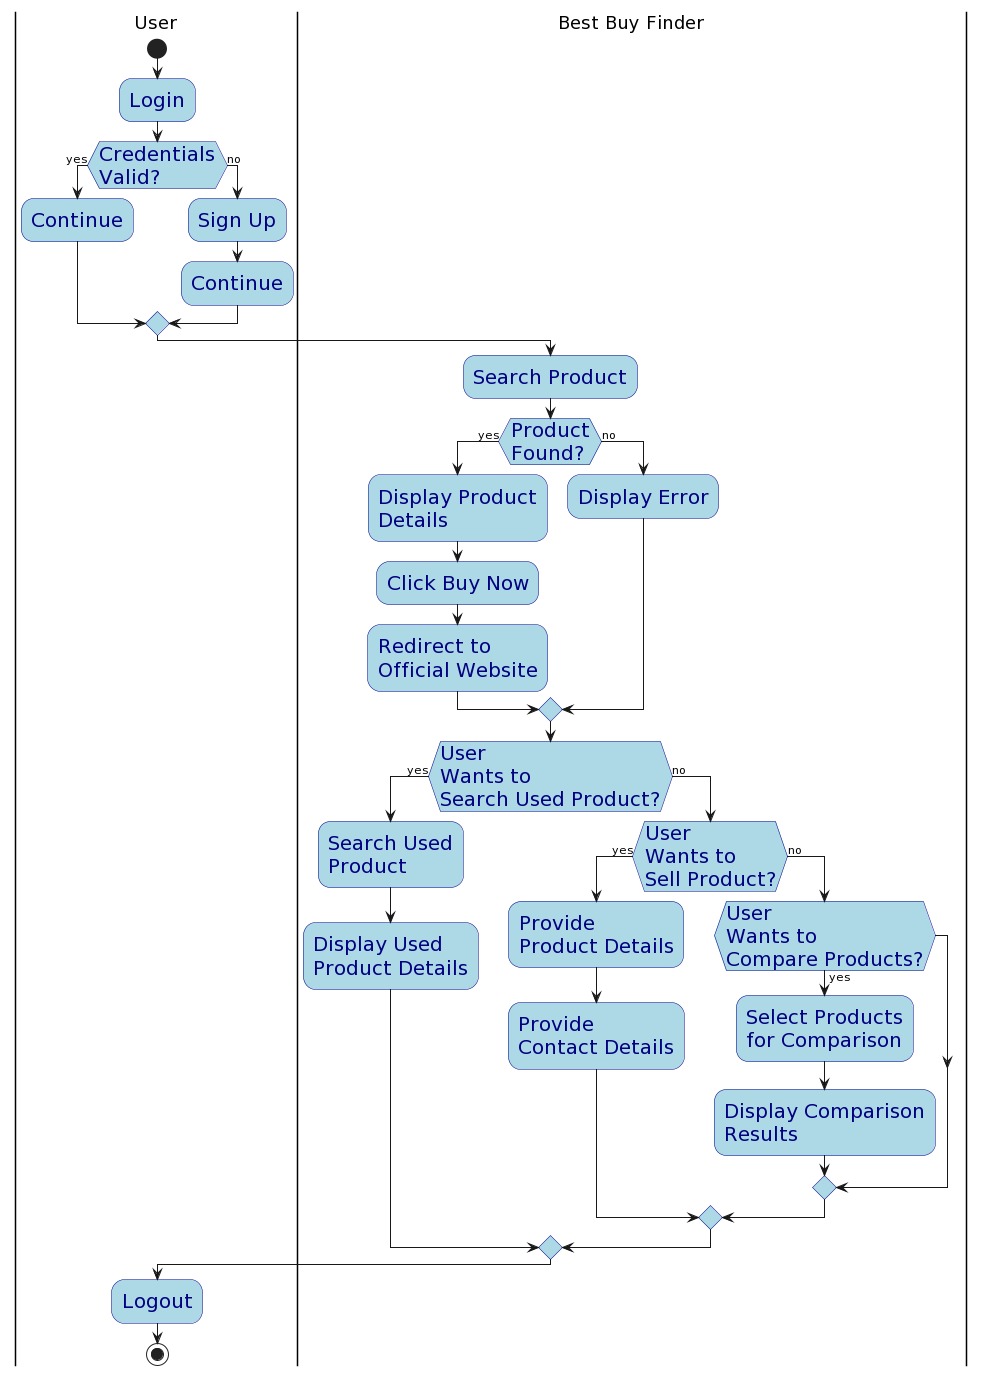 User
Best Buy Finder
Login
yes
Credentials
Valid?
no
Continue
Sign Up
Continue
Search Product
yes
Product
Found?
no
Display Product
Details
Display Error
Click Buy Now
Redirect to
Official Website
yes
User
Wants to
Search Used Product?
no
Search Used
Product
yes
User
Wants to
Sell Product?
no
Display Used
Product Details
Provide
Product Details
User
Wants to
Compare Products?
yes
Provide
Contact Details
Select Products
for Comparison
Display Comparison
Results
Logout